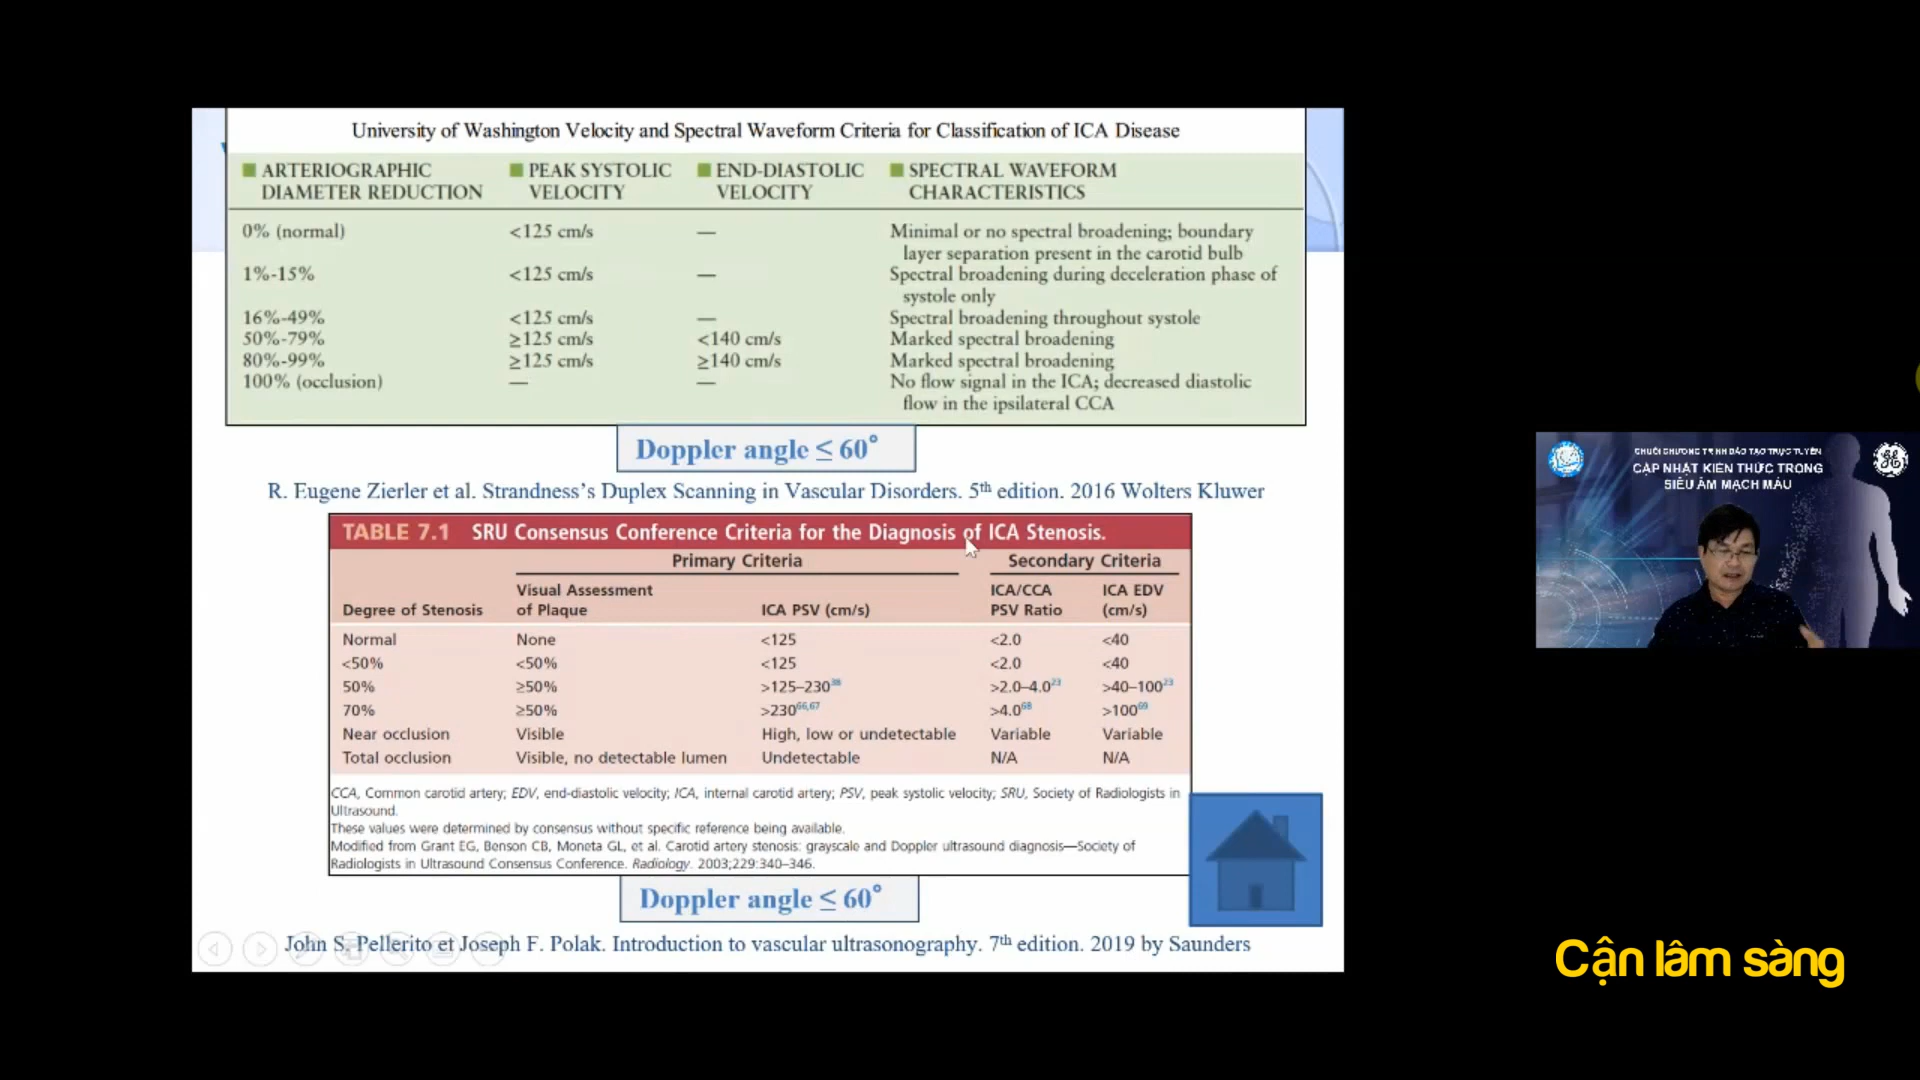 University of Washington Velocity and Spectral Waveform Criteria for Classification of ICA Disease
ARTERIOGRAPHIC DIAMETER REDUCTION PEAK SYSTOLIC VELOCITY END-DIASTOLIC VELOCITY SPECTRAL WAVEFORM CHARACTERISTICS
0% (normal) <125 cm/s — Minimal or no spectral broadening; boundary
layer separation present in the carotid bulb
1%-15% <125 cm/s — Spectral broadening during deceleration phase of
systole only
16%-49% <125 cm/s — Spectral broadening throughout systole
50%-79% ≥125 cm/s <140 cm/s Marked spectral broadening
80%-99% ≥125 cm/s ≥140 cm/s Marked spectral broadening
100% (occlusion) — — No flow signal in the ICA; decreased diastolic
flow in the ipsilateral CCA
Doppler angle ≤ 60°
R. Eugene Zierler et al. Strandness's Duplex Scanning in Vascular Disorders. 5th edition. 2016 Wolters Kluwer
TABLE 7.1 SRU Consensus Conference Criteria for the Diagnosis of ICA Stenosis.
Primary Criteria Secondary Criteria
Degree of Stenosis Visual Assessment of Plaque ICA PSV (cm/s) ICA/CCA PSV Ratio ICA EDV (cm/s)
Normal None <125 <2.0 <40
<50% <50% <125 <2.0 <40
50% ≥50% >125–230³⁸ >2.0–4.0²³ >40–100²³
70% ≥50% >230⁶⁶,⁶⁷ >4.0⁶⁸ >100⁶⁹
Near occlusion Visible High, low or undetectable Variable Variable
Total occlusion Visible, no detectable lumen Undetectable N/A N/A
CCA, Common carotid artery; EDV, end-diastolic velocity; ICA, internal carotid artery; PSV, peak systolic velocity; SRU, Society of Radiologists in
Ultrasound.
These values were determined by consensus without specific reference being available.
Modified from Grant EG, Benson CB, Moneta GL, et al. Carotid artery stenosis: grayscale and Doppler ultrasound diagnosis—Society of
Radiologists in Ultrasound Consensus Conference. Radiology. 2003;229:340–346.
Doppler angle ≤ 60°
John S. Pellerito et Joseph F. Polak. Introduction to vascular ultrasonography. 7th edition. 2019 by Saunders
CHUỖI CHƯƠNG TRÌNH ĐÀO TẠO TRỰC TUYẾN
CẬP NHẬT KIẾN THỨC TRONG
SIÊU ÂM MẠCH MÁU
Cận lâm sàng